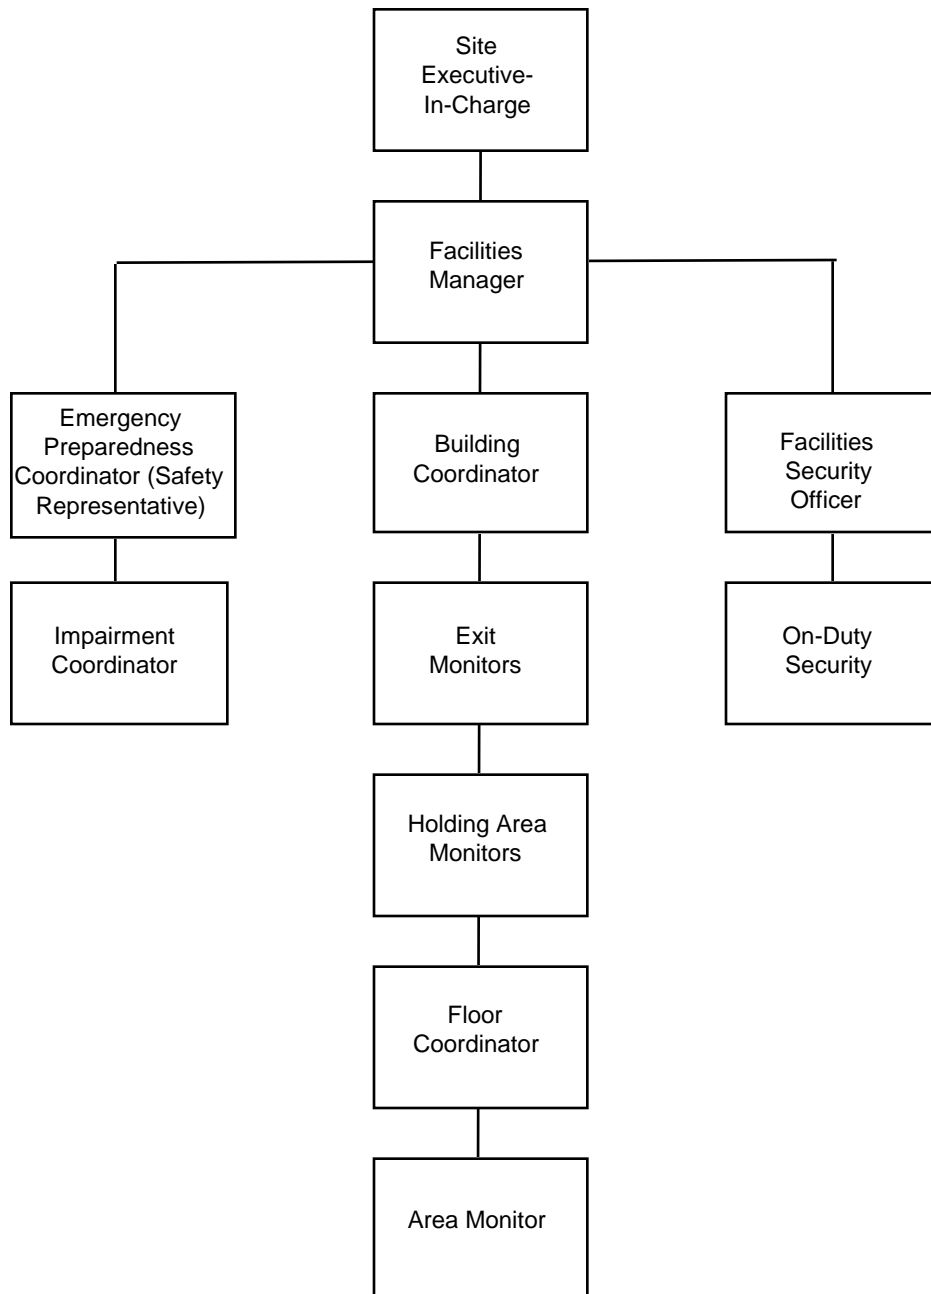 Site
Executive-
In-Charge
Facilities
Manager
Emergency
Preparedness
Coordinator (Safety
Representative)
Building
Coordinator
Facilities
Security
Officer
Impairment
Coordinator
Exit
Monitors
On-Duty
Security
Holding Area
Monitors
Floor
Coordinator
Area Monitor